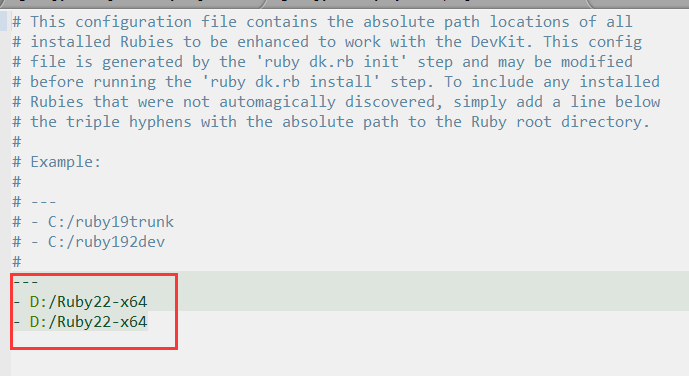 # This configuration file contains the absolute path locations of all
# installed Rubies to be enhanced to work with the DevKit. This config
# file is generated by the 'ruby dk.rb init' step and may be modified
# before running the 'ruby dk.rb install' step. To include any installed
# Rubies that were not automagically discovered, simply add a line below
# the triple hyphens with the absolute path to the Ruby root directory.
#
# Example:
#
# ---
# - C:/ruby19trunk
# - C:/ruby192dev
#
---
- D:/Ruby22-x64
- D:/Ruby22-x64